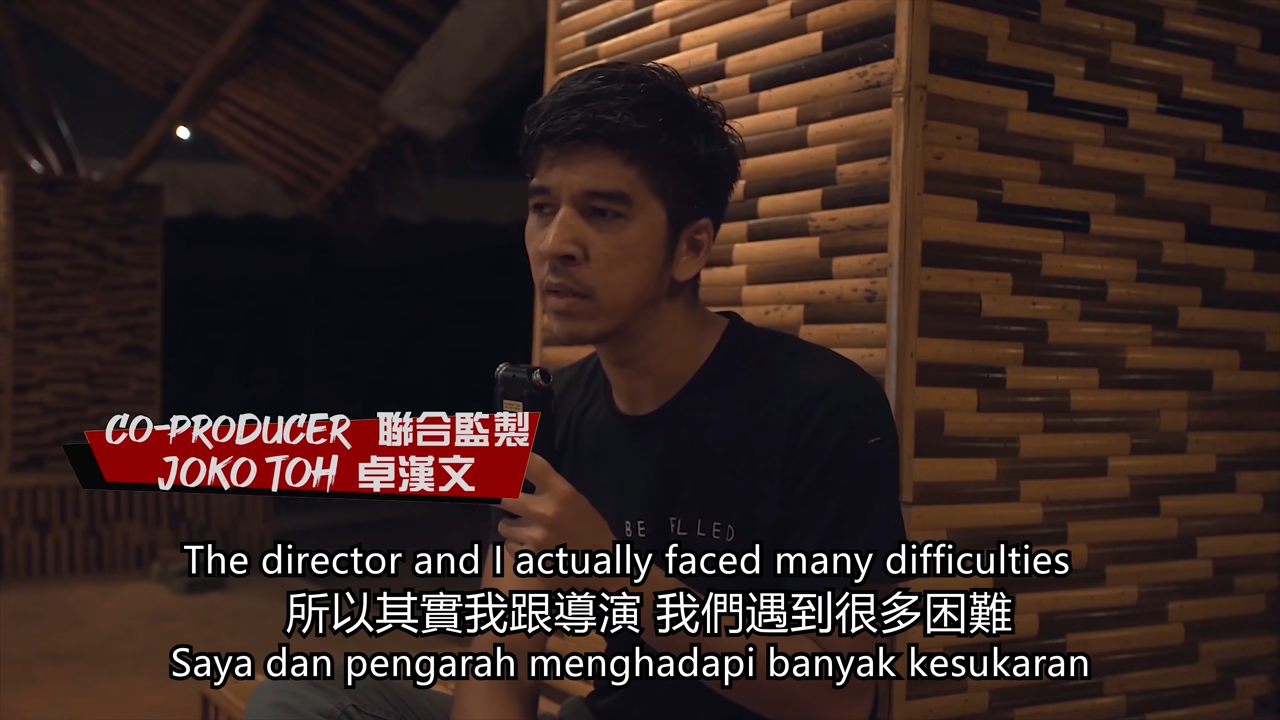 CO-PRODUCER 聯合監製
JOKO TOH 卓漢文
BE FLLED
The director and I actually faced many difficulties
所以其實我跟導演 我們遇到很多困難
Saya dan pengarah menghadapi banyak kesukaran